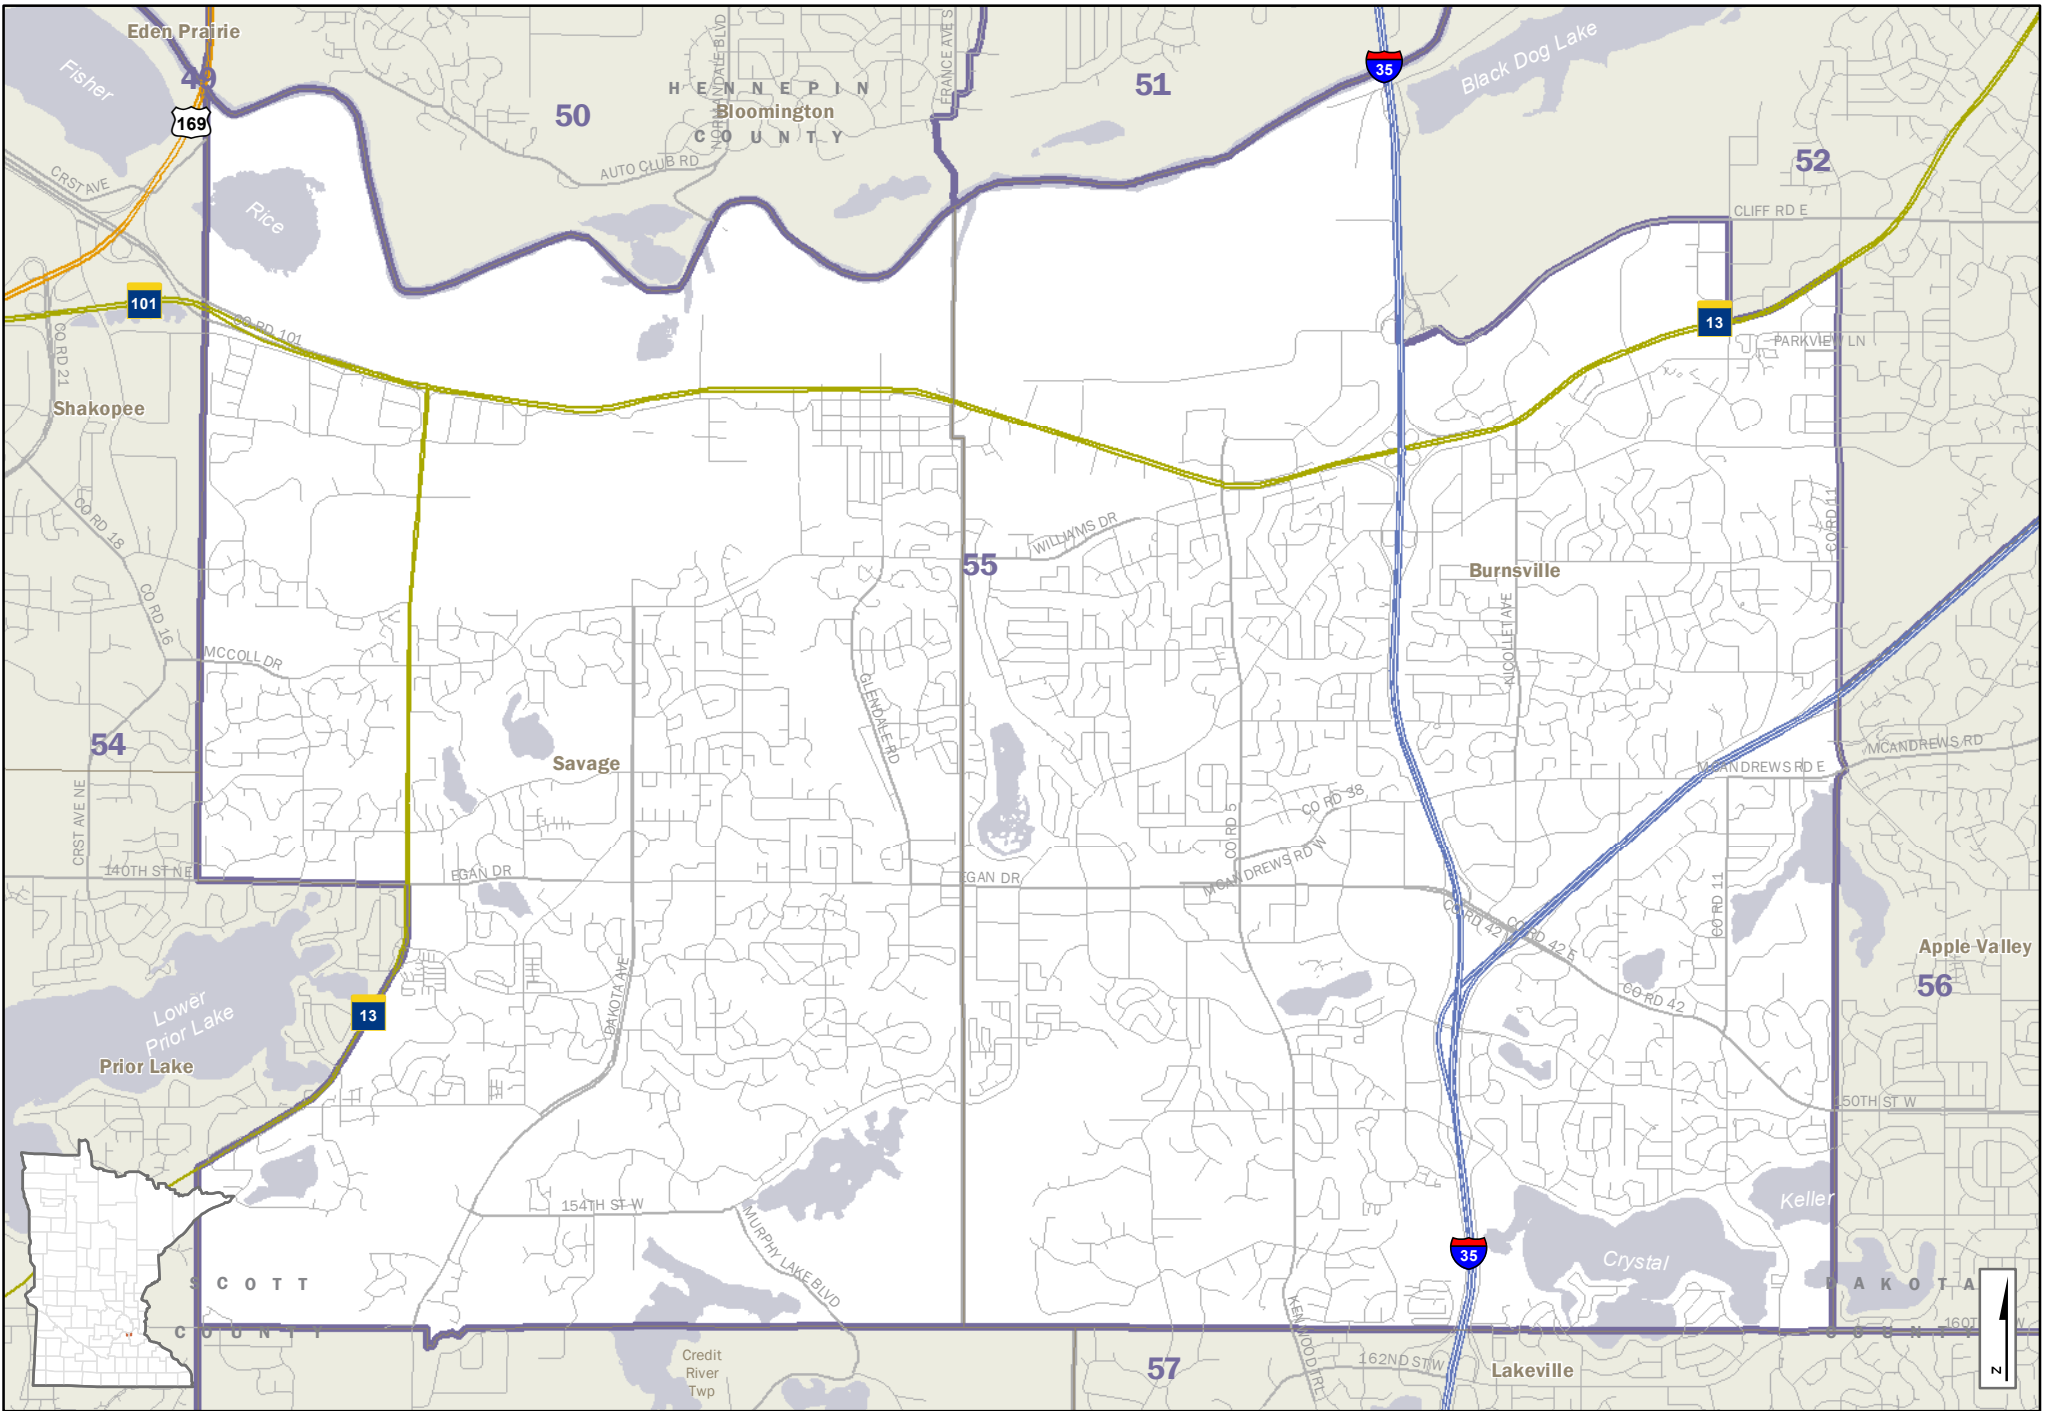 Eden Prairie
Fisher
49
169
50
NORMANDALE BLVD
FRANCE AVE S
HENNEPIN
Bloomington
COUNTY
51
35
Black Dog Lake
52
CRST AVE
AUTO CLUB RD
Rice
CLIFF RD E
101
CO RD 101
13
PARKVIEW LN
CO RD 21
Shakopee
CO RD 18
CO RD 11
WILLIAMS DR
55
Burnsville
CO RD 16
NICOLLET AVE
MCCOLL DR
GLENDALE RD
54
Savage
MCANDREWS RD
MCANDREWS RD E
CRST AVE NE
CO RD 38
CO RD 5
MCANDREWS RD W
140TH ST NE
EGAN DR
EGAN DR
CO RD 11
CO RD 42
CO RD 42 E
Apple Valley
56
DAKOTA AVE
CO RD 42
Lower
Prior Lake
13
Prior Lake
150TH ST W
154TH ST W
MURPHY LAKE BLVD
Keller
35
Crystal
SCOTT
COUNTY
DAKOTA
COUNTY
KENWOOD TRL
Credit
River
Twp
57
162ND ST W
Lakeville
N